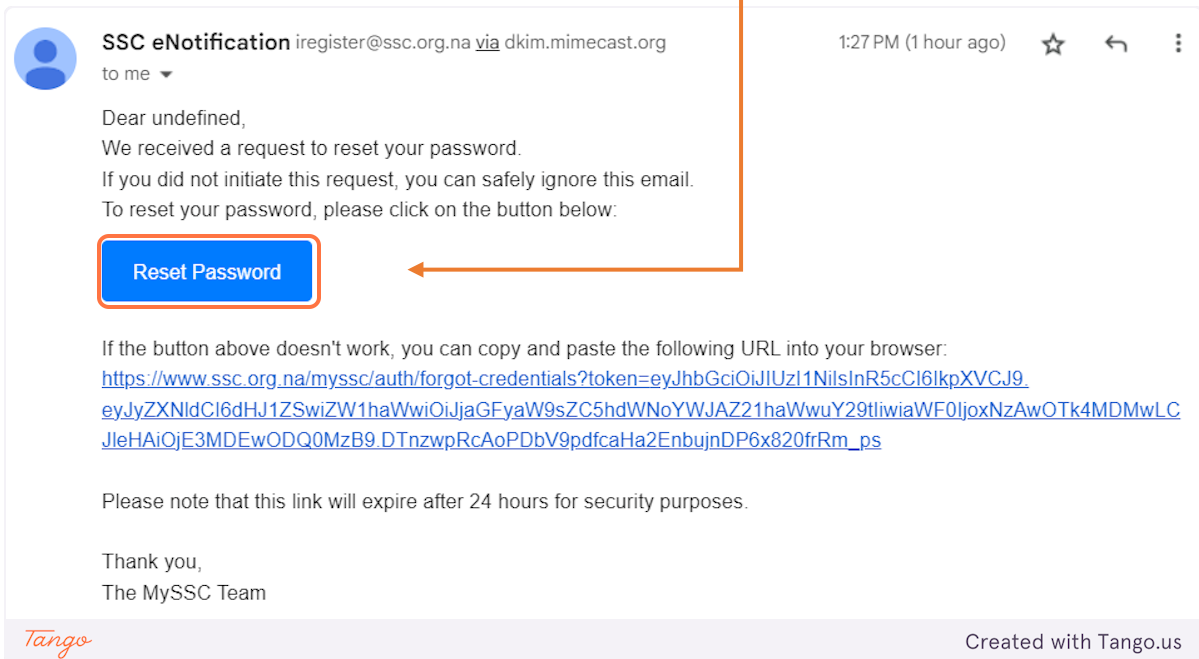 SSC eNotification iregister@ssc.org.na via dkim.mimecast.org 1:27 PM (1 hour ago)
to me
Dear undefined,
We received a request to reset your password.
If you did not initiate this request, you can safely ignore this email.
To reset your password, please click on the button below:
Reset Password
If the button above doesn't work, you can copy and paste the following URL into your browser:
https://www.ssc.org.na/myssc/auth/forgot-credentials?token=eyJhbGciOiJIUzI1NiIsInR5cCI6IkpXVCJ9.
eyJyZXNldCI6dHJ1ZSwiZW1haWwiOiJjaGFyaW9sZC5hdWNoYWJAZ21haWwuY29tIiwiaWF0IjoxNzAwOTk4MDMwLC
JleHAiOjE3MDEwODQ0MzB9.DTnzwpRcAoPDbV9pdfcaHa2EnbujnDP6x820frRm_ps
Please note that this link will expire after 24 hours for security purposes.
Thank you,
The MySSC Team
Tango
Created with Tango.us